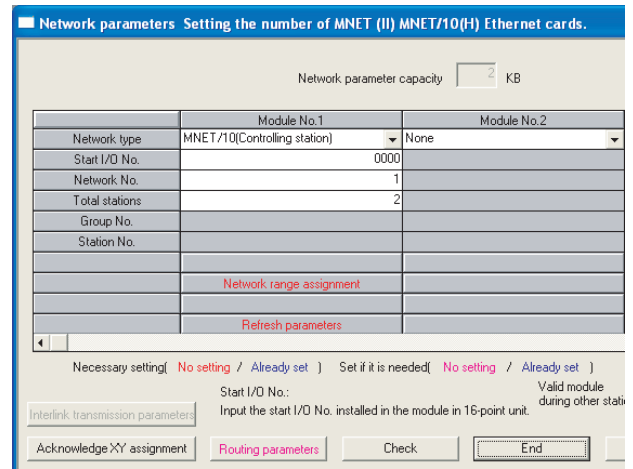 Network parameters Setting the number of MNET (II) MNET/10(H) Ethernet cards.
Network parameter capacity 2 KB
Module No.1 Module No.2
Network type MNET/10(Controlling station) None
Start I/O No. 0000
Network No. 1
Total stations 2
Group No.
Station No.
Network range assignment
Refresh parameters
Necessary setting( No setting / Already set ) Set if it is needed( No setting / Already set )
Start I/O No.: Valid module
Input the start I/O No. installed in the module in 16-point unit. during other
Interlink transmission parameters
Acknowledge XY assignment Routing parameters Check End